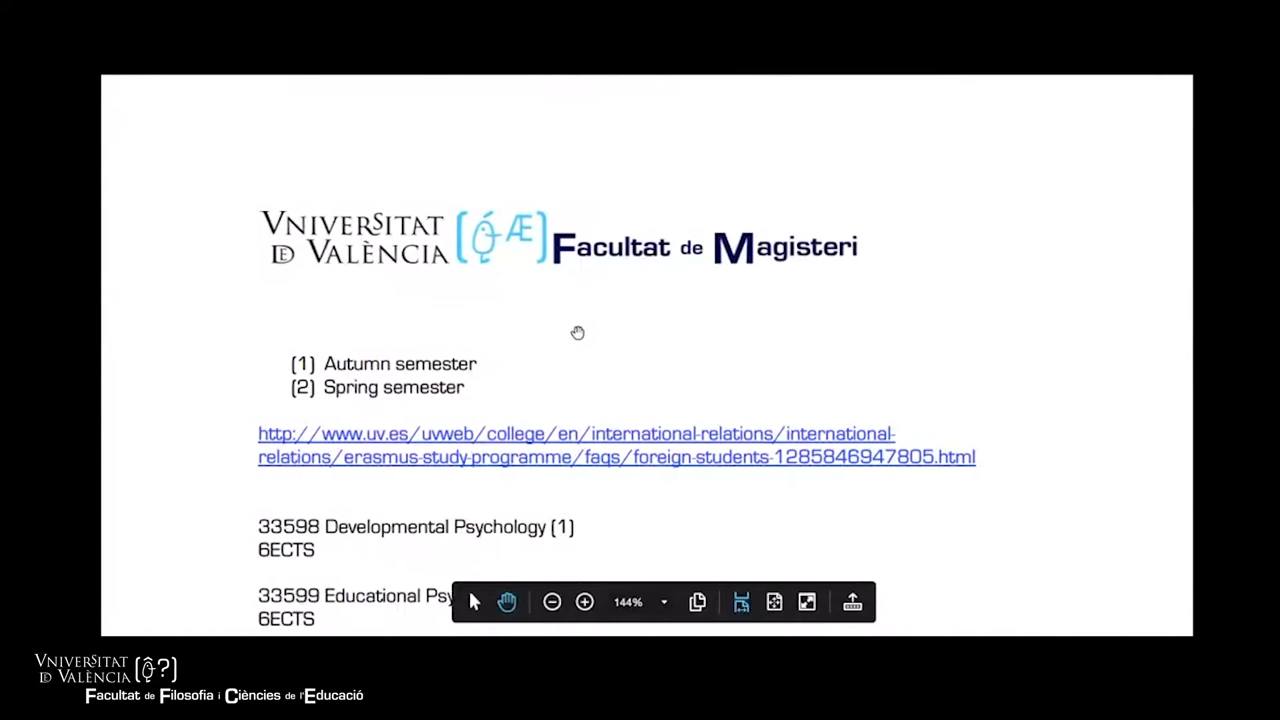 VNIVERSITAT
DE VALÈNCIA
Facultat de Magisteri
(1) Autumn semester
(2) Spring semester
http://www.uv.es/uvweb/college/en/international-relations/international-
relations/erasmus-study-programme/faqs/foreign-students-1285846947805.html
33598 Developmental Psychology (1)
6ECTS
33599 Educational Psy
6ECTS
144%
VNIVERSITAT
DE VALÈNCIA
Facultat de Filosofia i Ciències de l'Educació